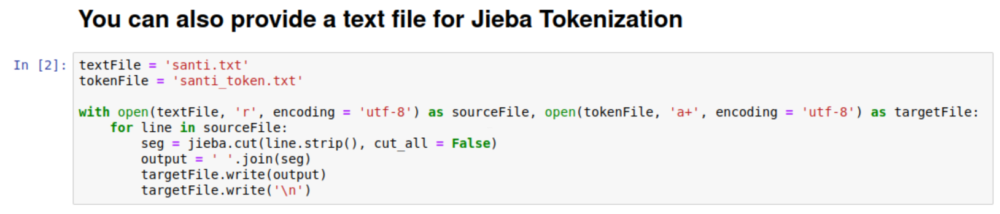 You can also provide a text file for Jieba Tokenization
In [2]: textFile = 'santi.txt'
tokenFile = 'santi_token.txt'
with open(textFile, 'r', encoding = 'utf-8') as sourceFile, open(tokenFile, 'a+', encoding = 'utf-8') as targetFile:
    for line in sourceFile:
        seg = jieba.cut(line.strip(), cut_all = False)
        output = ' '.join(seg)
        targetFile.write(output)
        targetFile.write('\n')